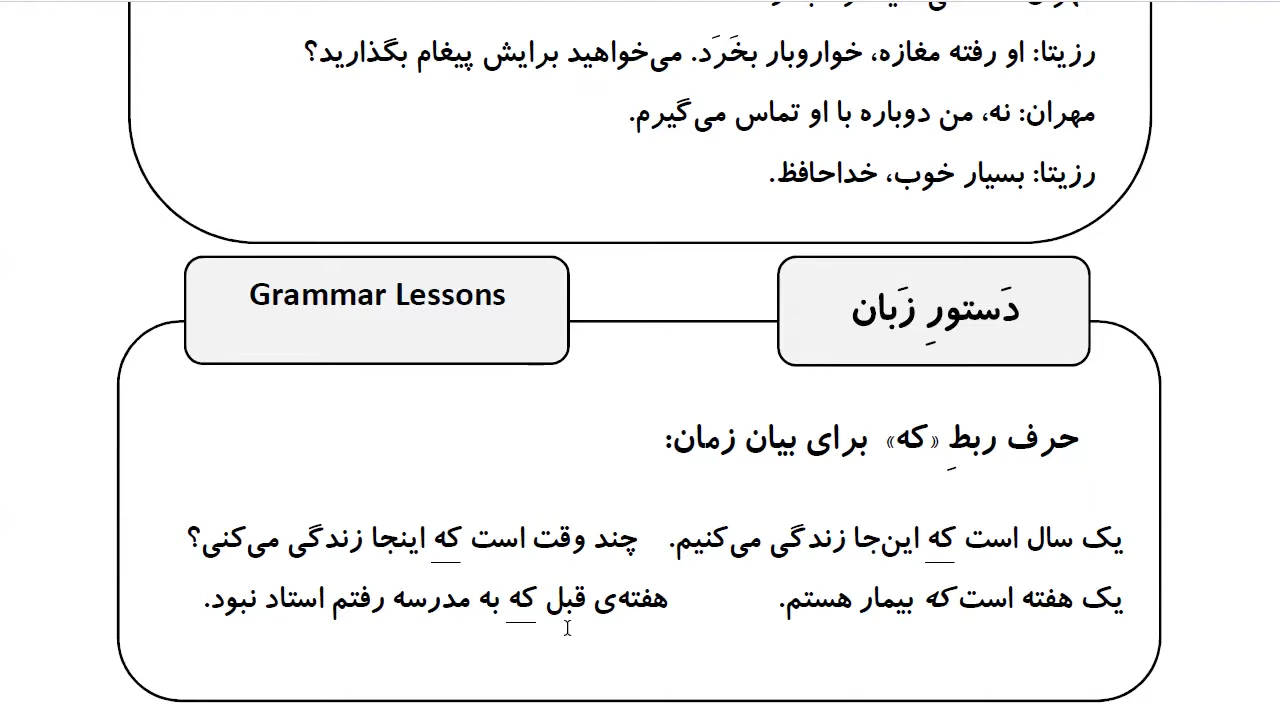 رزیتا: او رفته مغازه، خواروبار بخَرَد. می‌خواهید برایش پیغام بگذارید؟
مهران: نه، من دوباره با او تماس می‌گیرم.
رزیتا: بسیار خوب، خداحافظ.
دَستورِ زَبان
Grammar Lessons
حرف ربطِ «که» برای بیان زمان:
یک سال است که این‌جا زندگی می‌کنیم. چند وقت است که اینجا زندگی می‌کنی؟
یک هفته است که بیمار هستم. هفته‌ی قبل که به مدرسه رفتم استاد نبود.